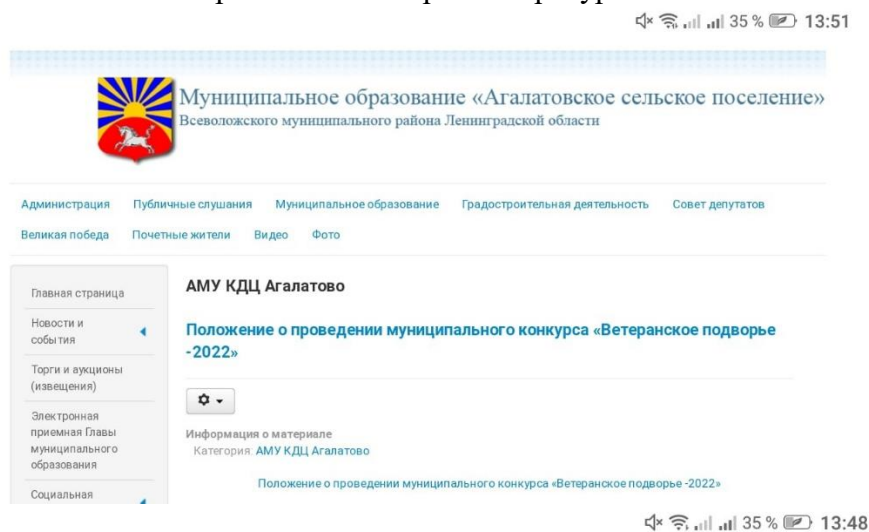 35 % 13:51
Муниципальное образование «Агалатовское сельское поселение»
Всеволожского муниципального района Ленинградской области
Администрация Публичные слушания Муниципальное образование Градостроительная деятельность Совет депутатов
Великая победа Почетные жители Видео Фото
Главная страница
Новости и
события
Торги и аукционы
(извещения)
Электронная
приемная Главы
муниципального
образования
Социальная
АМУ КДЦ Агалатово
Положение о проведении муниципального конкурса «Ветеранское подворье
-2022»
Информация о материале
Категория: АМУ КДЦ Агалатово
Положение о проведении муниципального конкурса «Ветеранское подворье -2022»
35 % 13:48